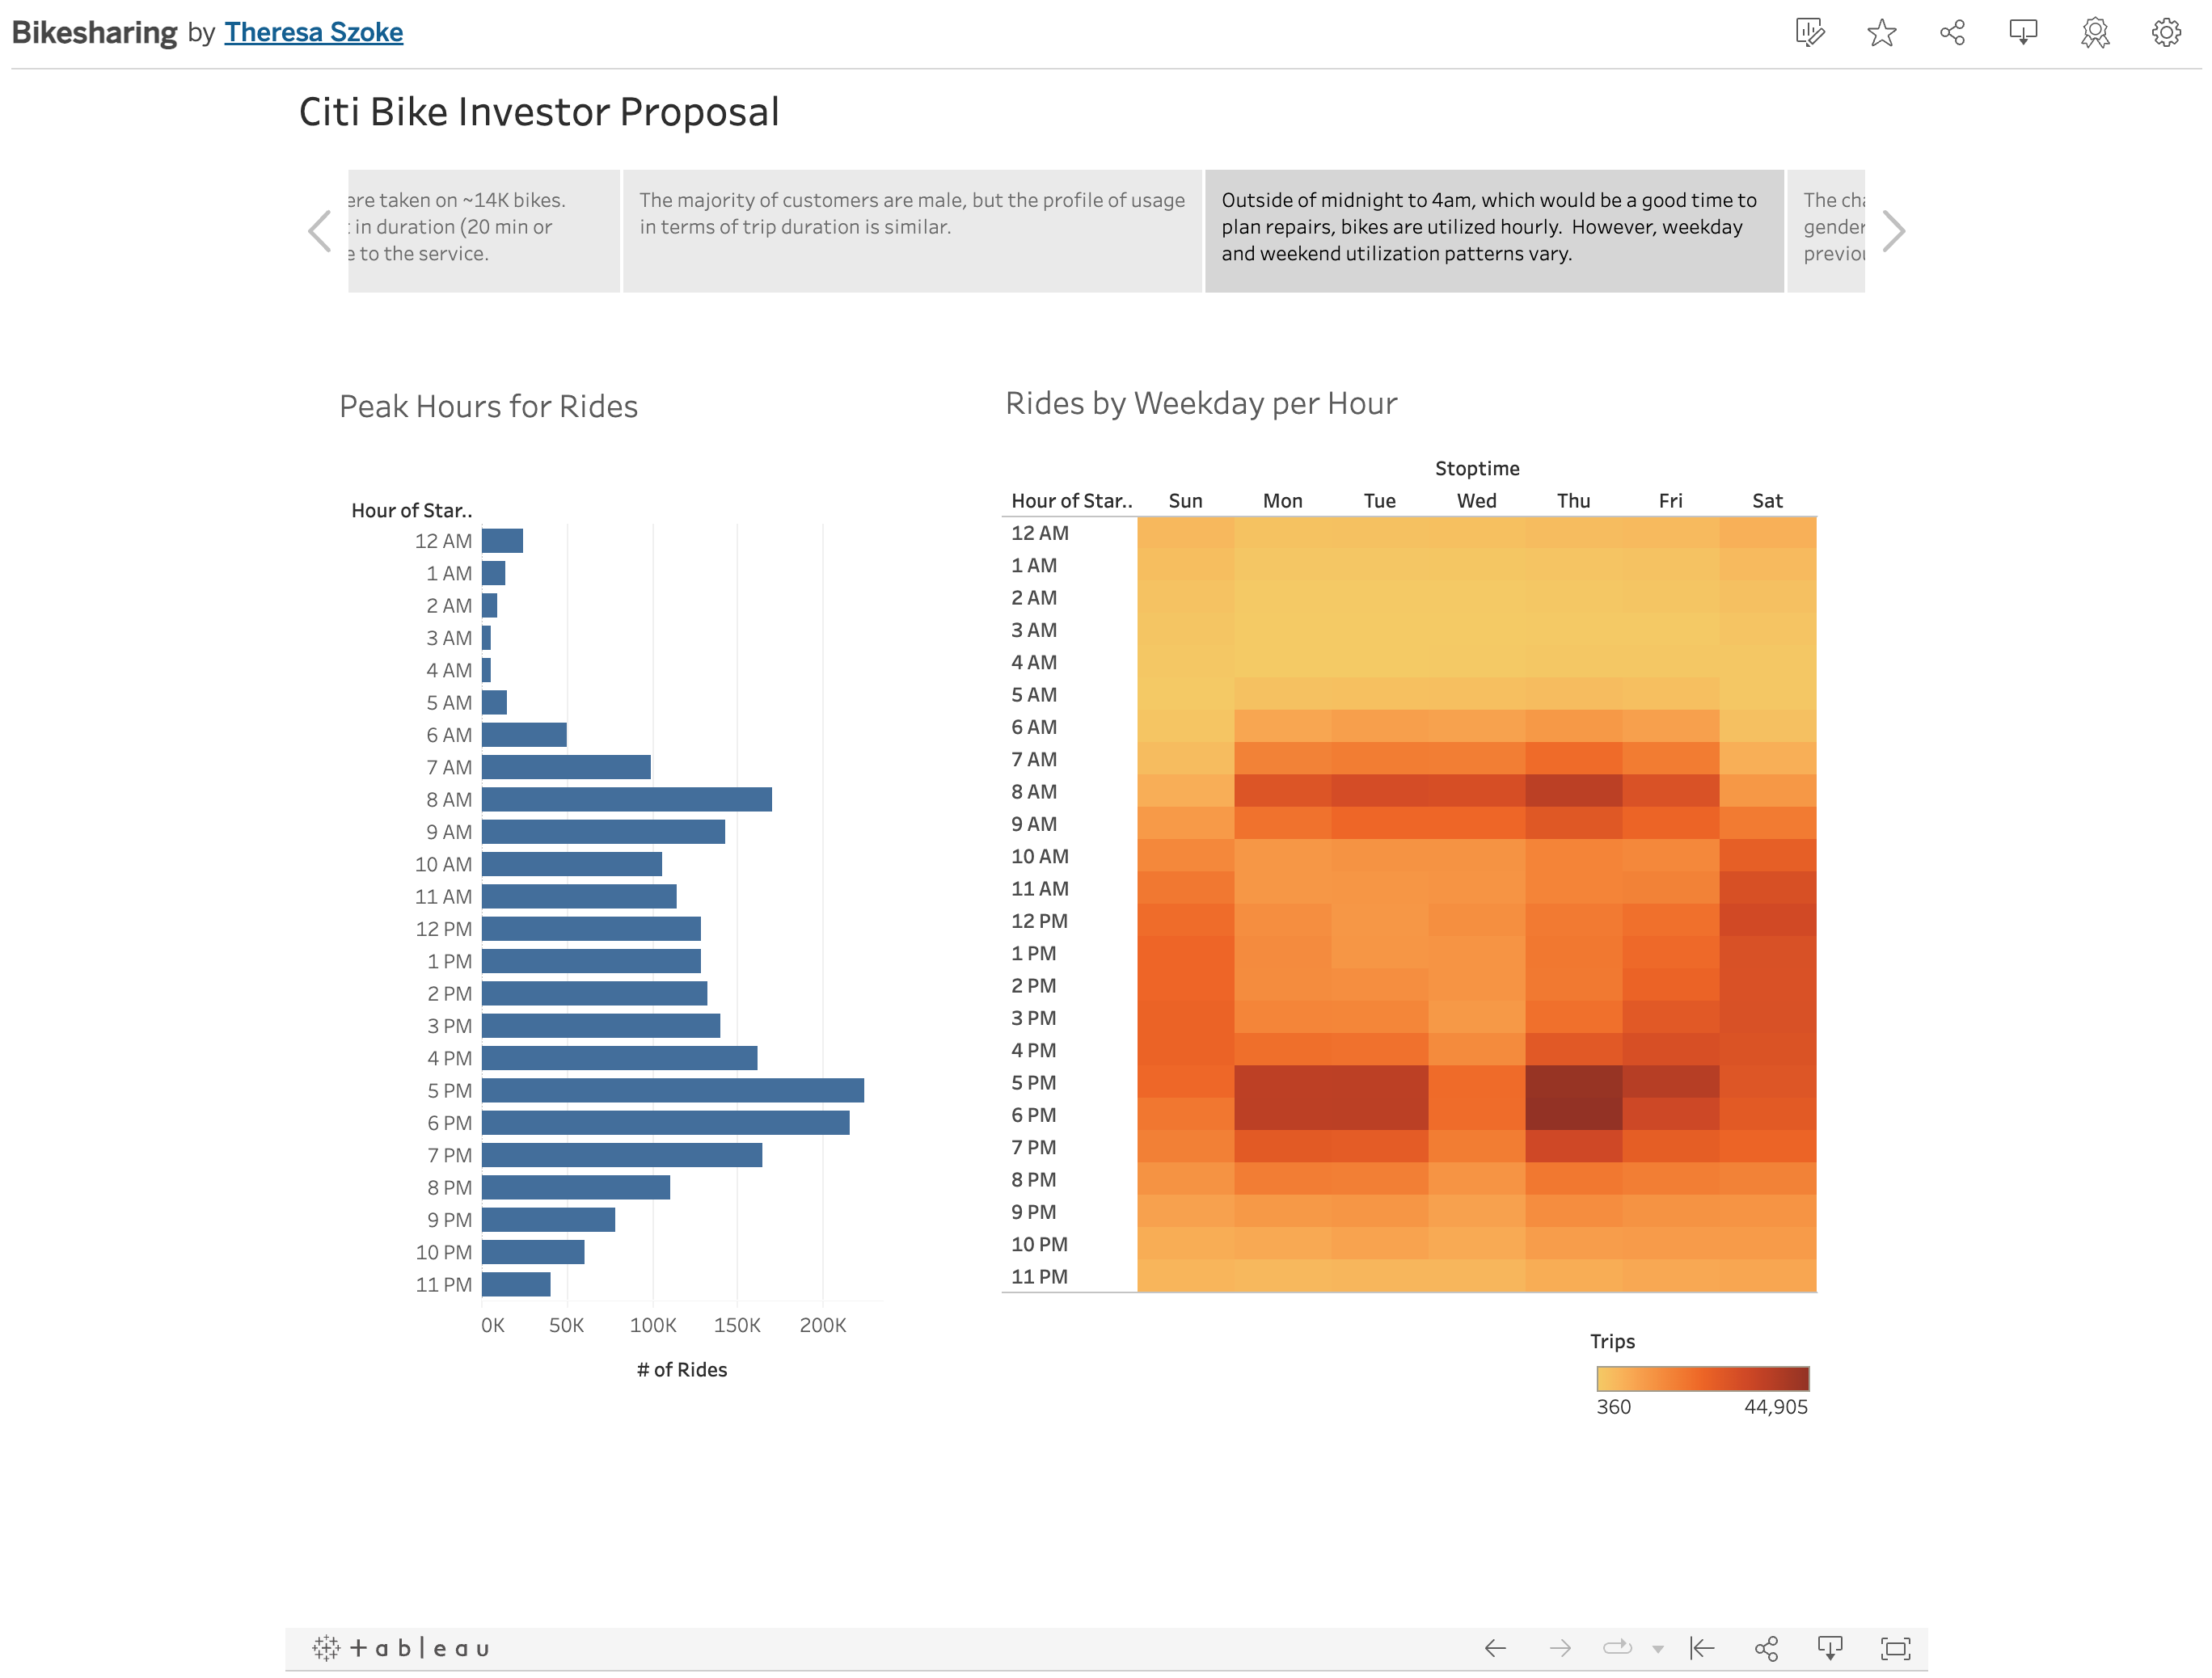 Bikesharing by Theresa Szoke
Citi Bike Investor Proposal
ere taken on ~14K bikes.
in duration (20 min or
e to the service.
The majority of customers are male, but the profile of usage
in terms of trip duration is similar.
Outside of midnight to 4am, which would be a good time to
plan repairs, bikes are utilized hourly. However, weekday
and weekend utilization patterns vary.
The cha
gender
previou
Peak Hours for Rides
Hour of Star..
12 AM
1 AM
2 AM
3 AM
4 AM
5 AM
6 AM
7 AM
8 AM
9 AM
10 AM
11 AM
12 PM
1 PM
2 PM
3 PM
4 PM
5 PM
6 PM
7 PM
8 PM
9 PM
10 PM
11 PM
0K 50K 100K 150K 200K
# of Rides
Rides by Weekday per Hour
Stoptime
Hour of Star.. Sun Mon Tue Wed Thu Fri Sat
12 AM
1 AM
2 AM
3 AM
4 AM
5 AM
6 AM
7 AM
8 AM
9 AM
10 AM
11 AM
12 PM
1 PM
2 PM
3 PM
4 PM
5 PM
6 PM
7 PM
8 PM
9 PM
10 PM
11 PM
Trips
360 44,905
+ a b | e a u